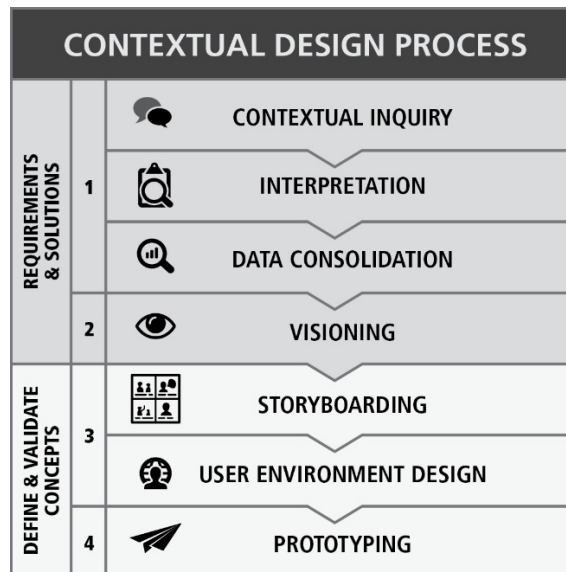 CONTEXTUAL DESIGN PROCESS
REQUIREMENTS
& SOLUTIONS
1
CONTEXTUAL INQUIRY
INTERPRETATION
DATA CONSOLIDATION
2
VISIONING
DEFINE & VALIDATE
CONCEPTS
3
STORYBOARDING
USER ENVIRONMENT DESIGN
4
PROTOTYPING